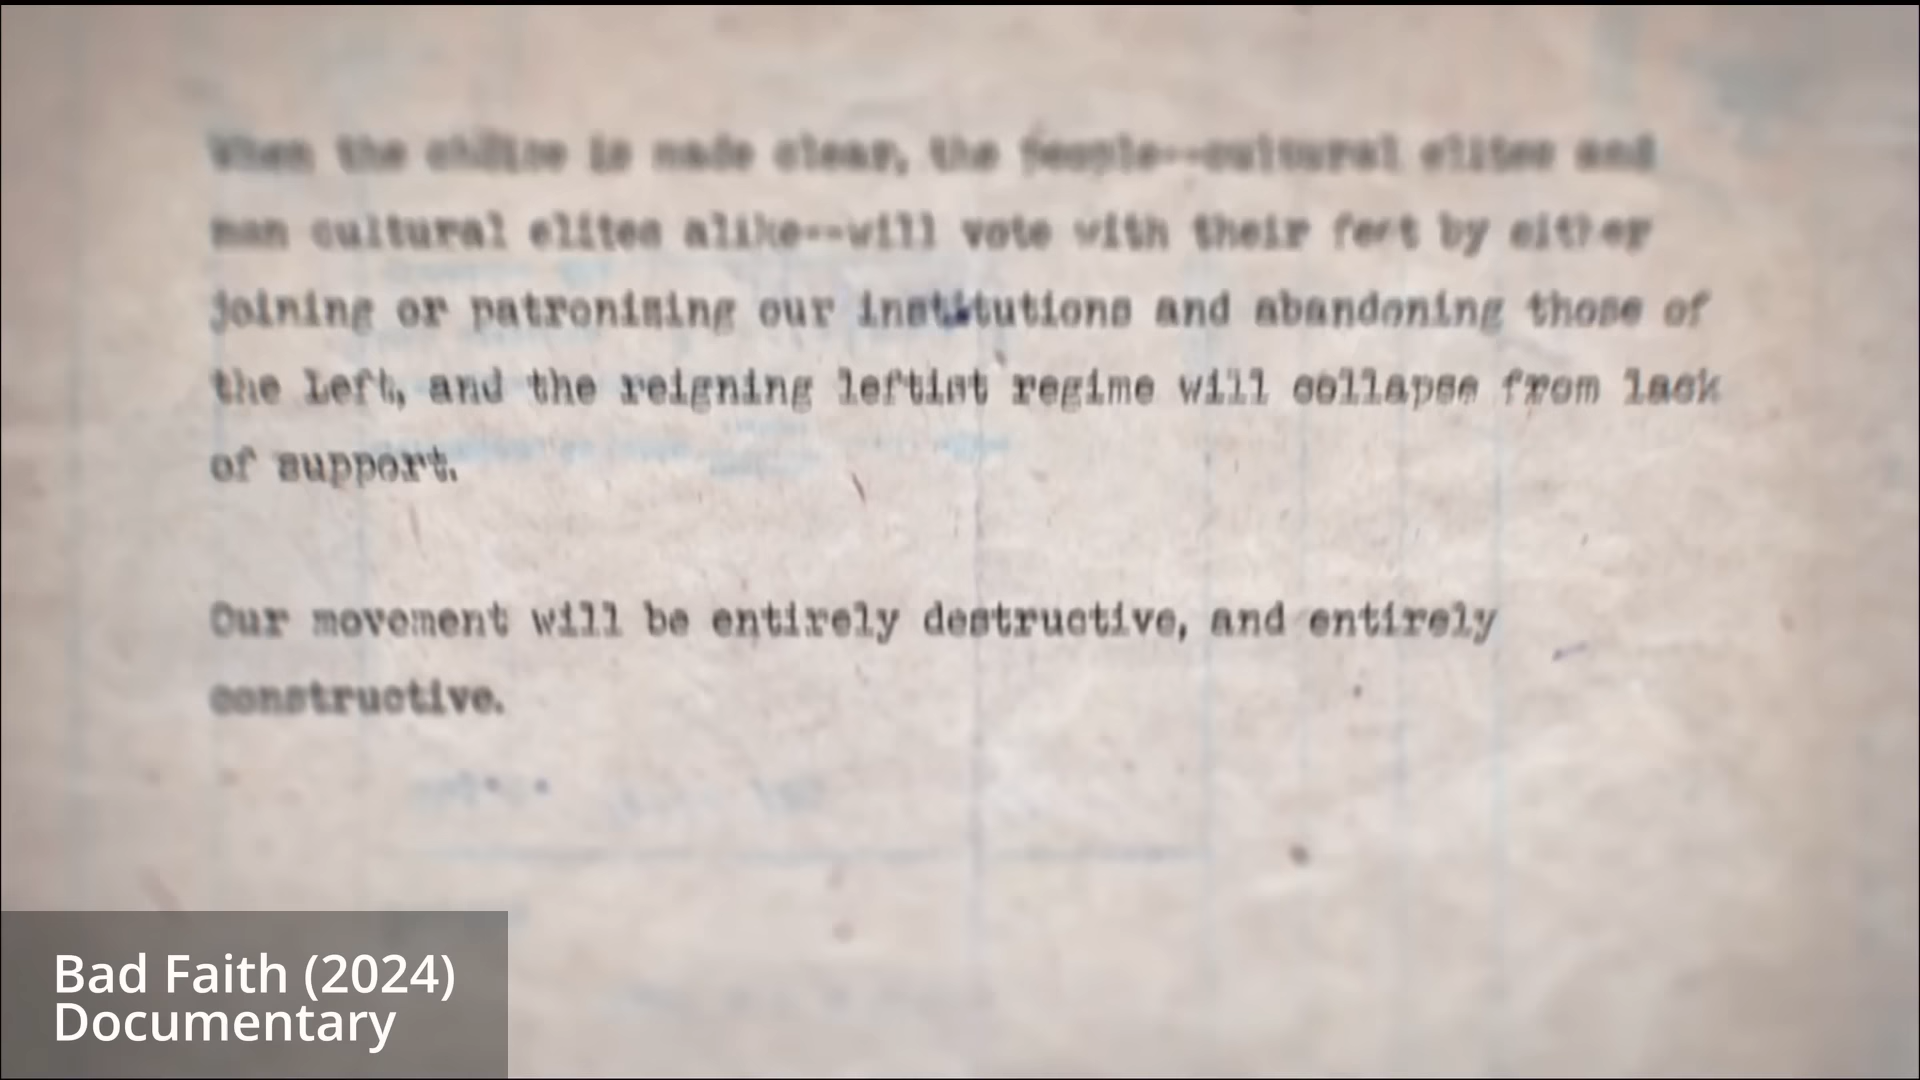 When the choice is made clear, the people--cultural elites and
non cultural elites alike--will vote with their feet by either
joining or patronizing our institutions and abandoning those of
the Left, and the reigning leftist regime will collapse from lack
of support.
Our movement will be entirely destructive, and entirely
constructive.
Bad Faith (2024)
Documentary